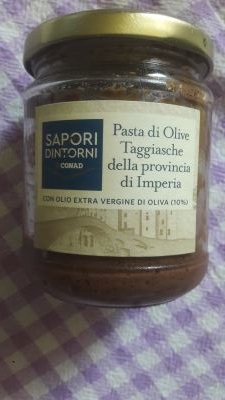 SAPORI
DINTORNI
CONAD
Pasta di Olive
Taggiasche
della provincia
di Imperia
CON OLIO EXTRA VERGINE DI OLIVA (10%)